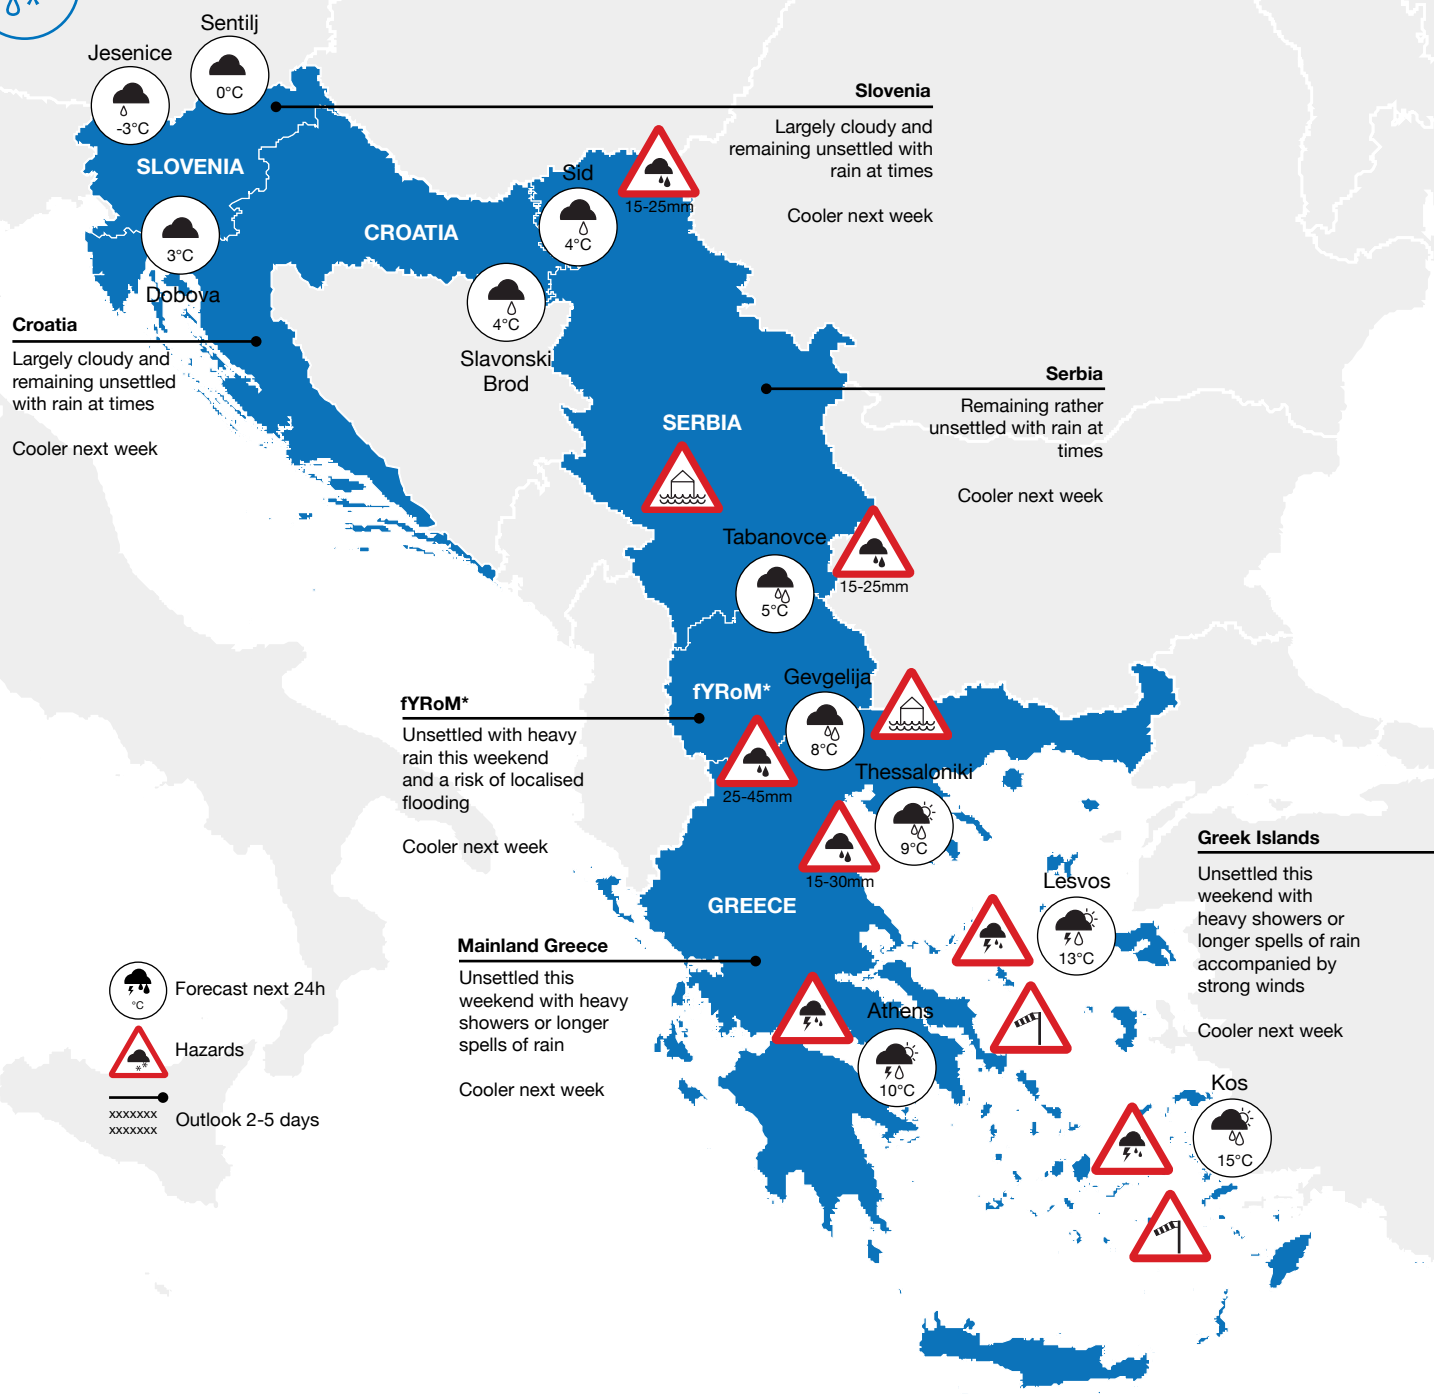 Sentilj
0°C
Jesenice
-3°C
SLOVENIA
Slovenia
Largely cloudy and
remaining unsettled with
rain at times
Cooler next week
15-25mm
Sid
4°C
CROATIA
3°C
Dobova
4°C
Slavonski
Brod
Croatia
Largely cloudy and
remaining unsettled
with rain at times
Cooler next week
Serbia
Remaining rather
unsettled with rain at
times
Cooler next week
SERBIA
Tabanovce
5°C
15-25mm
fYRoM*
Gevgelija
8°C
fYRoM*
Unsettled with heavy
rain this weekend
and a risk of localised
flooding
Cooler next week
25-45mm
Thessaloniki
9°C
15-30mm
GREECE
Greek Islands
Unsettled this
weekend with
heavy showers or
longer spells of rain
accompanied by
strong winds
Cooler next week
Lesvos
13°C
Mainland Greece
Unsettled this
weekend with heavy
showers or longer
spells of rain
Cooler next week
Athens
10°C
Kos
15°C
°C
Forecast next 24h
Hazards
xxxxxxx
xxxxxxx
Outlook 2-5 days